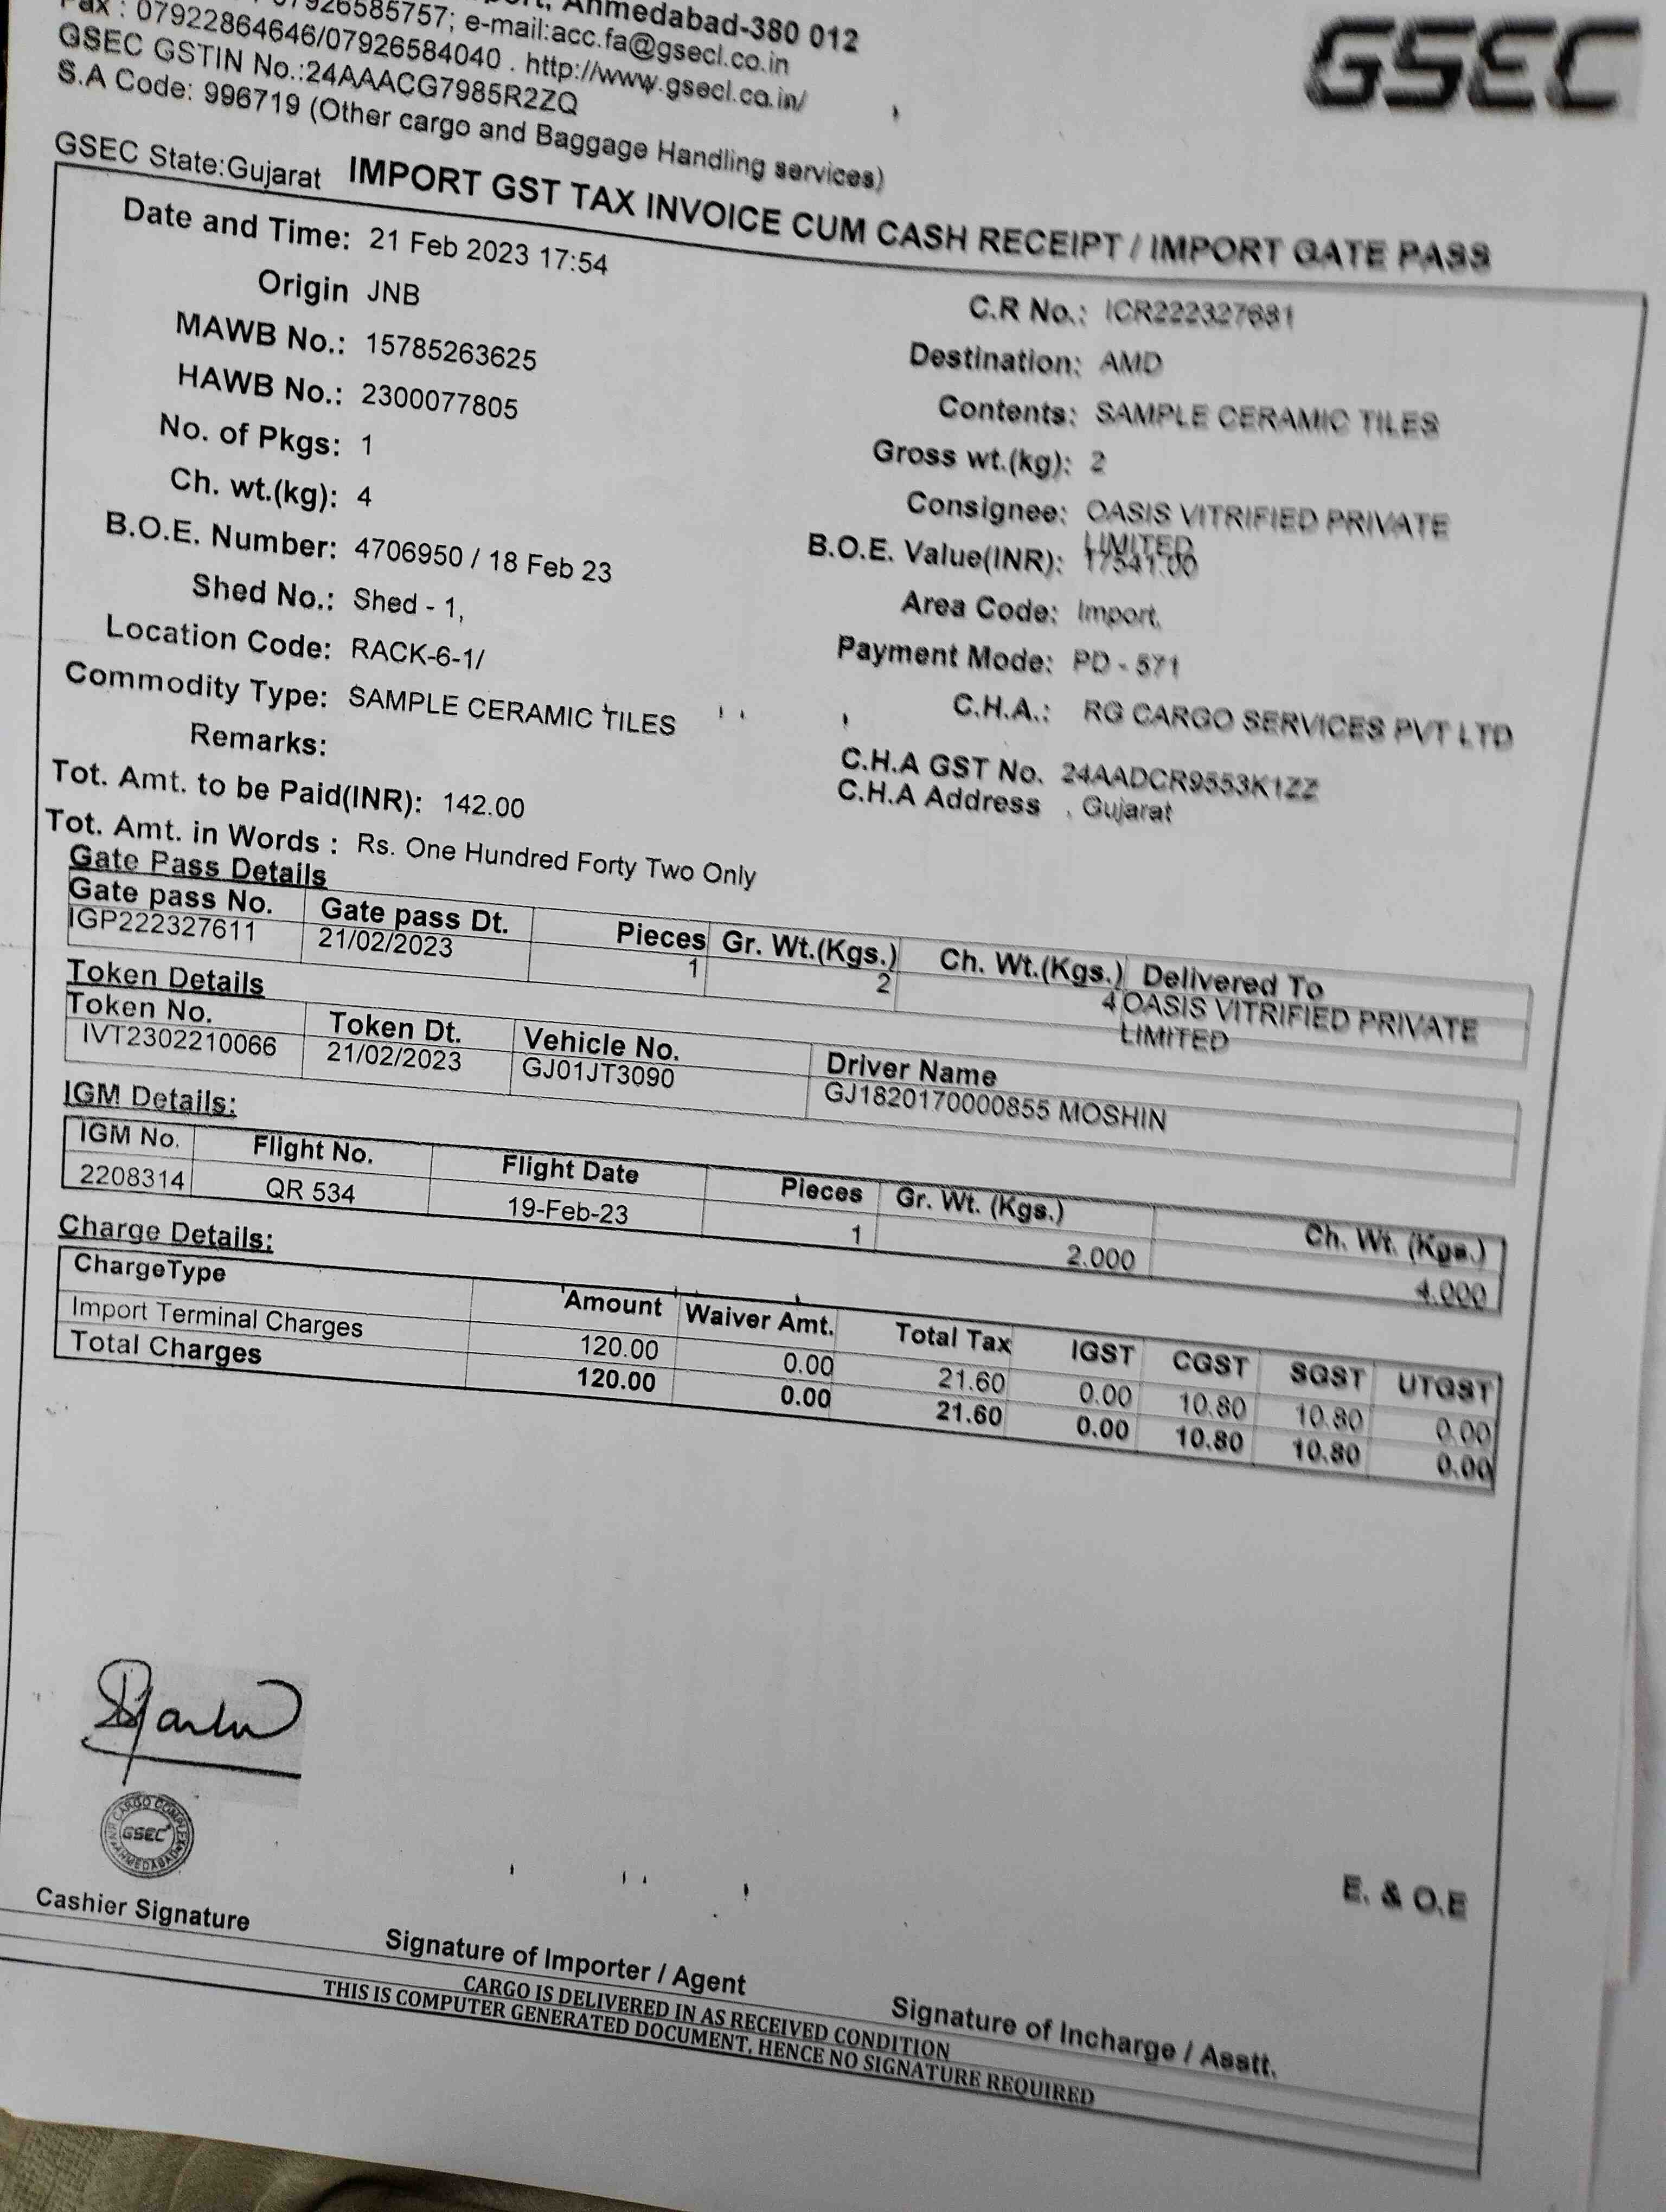 Ahmedabad-380 012
07926585757; e-mail:acc.fa@gsecl.co.in
Fax : 07922864646/07926584040 . http://www.gsecl.co.in/
GSEC GSTIN No.:24AAACG7985R2ZQ
S.A Code: 996719 (Other cargo and Baggage Handling services)
GSEC
GSEC State:Gujarat IMPORT GST TAX INVOICE CUM CASH RECEIPT / IMPORT GATE PASS
Date and Time: 21 Feb 2023 17:54
C.R No.: ICR222327681
Origin JNB
Destination: AMD
MAWB No.: 15785263625
Contents: SAMPLE CERAMIC TILES
HAWB No.: 2300077805
Gross wt.(kg): 2
No. of Pkgs: 1
Consignee: OASIS VITRIFIED PRIVATE
LIMITED
Ch. wt.(kg): 4
B.O.E. Value(INR): 17541.00
B.O.E. Number: 4706950 / 18 Feb 23
Area Code: Import,
Shed No.: Shed - 1,
Payment Mode: PD - 571
Location Code: RACK-6-1/
C.H.A.: RG CARGO SERVICES PVT LTD
Commodity Type: SAMPLE CERAMIC TILES
C.H.A GST No. 24AADCR9553K1ZZ
Remarks:
C.H.A Address , Gujarat
Tot. Amt. to be Paid(INR): 142.00
Tot. Amt. in Words : Rs. One Hundred Forty Two Only
Gate Pass Details
Gate pass No. Gate pass Dt. Pieces Gr. Wt.(Kgs.) Ch. Wt.(Kgs.) Delivered To
IGP222327611 21/02/2023 1 2 4 OASIS VITRIFIED PRIVATE
LIMITED
Token Details
Token No. Token Dt. Vehicle No. Driver Name
IVT2302210066 21/02/2023 GJ01JT3090 GJ1820170000855 MOSHIN
IGM Details:
IGM No. Flight No. Flight Date Pieces Gr. Wt. (Kgs.) Ch. Wt. (Kgs.)
2208314 QR 534 19-Feb-23 1 2.000 4.000
Charge Details:
ChargeType Amount Waiver Amt. Total Tax IGST CGST SGST UTGST
Import Terminal Charges 120.00 0.00 21.60 0.00 10.80 10.80 0.00
Total Charges 120.00 0.00 21.60 0.00 10.80 10.80 0.00
AIR CARGO COMPLEX
GSEC
AHMEDABAD
E. & O.E
Cashier Signature
Signature of Importer / Agent
Signature of Incharge / Asstt.
CARGO IS DELIVERED IN AS RECEIVED CONDITION
THIS IS COMPUTER GENERATED DOCUMENT, HENCE NO SIGNATURE REQUIRED